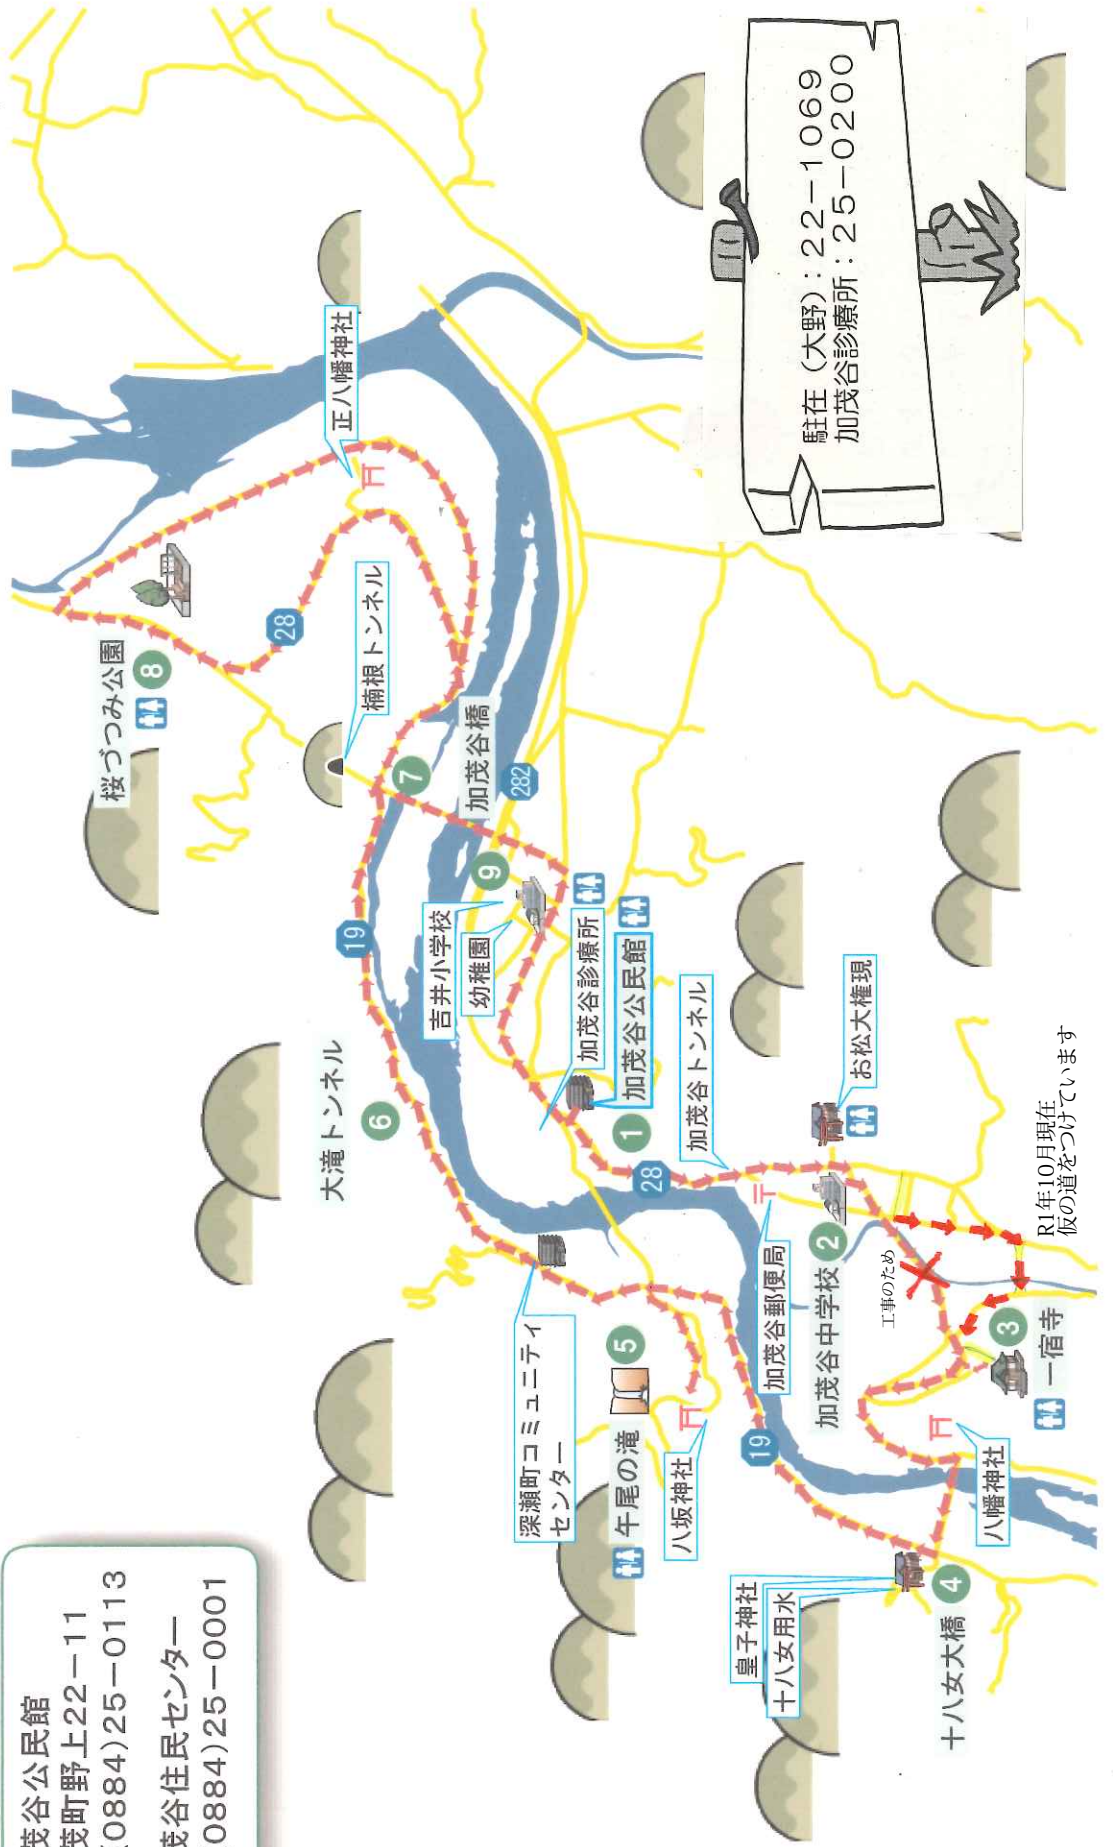 茂谷公民館
茂町野上22-11
(0884)25-0113
茂谷住民センター
0884)25-0001
桜づつみ公園
8
28
正八幡神社
楠根トンネル
7
加茂谷橋
282
9
19
吉井小学校
幼稚園
加茂谷診療所
加茂谷公民館
1
大滝トンネル
6
28
加茂谷トンネル
お松大権現
深瀬町コミュニティ
センター
5
午尾の滝
八坂神社
19
加茂谷郵便局
加茂谷中学校
2
工事のため
R1年10月現在
仮の道をつけています
3
一宿寺
八幡神社
皇子神社
十八女用水
4
十八女大橋
駐在(大野):22-1069
加茂谷診療所:25-0200